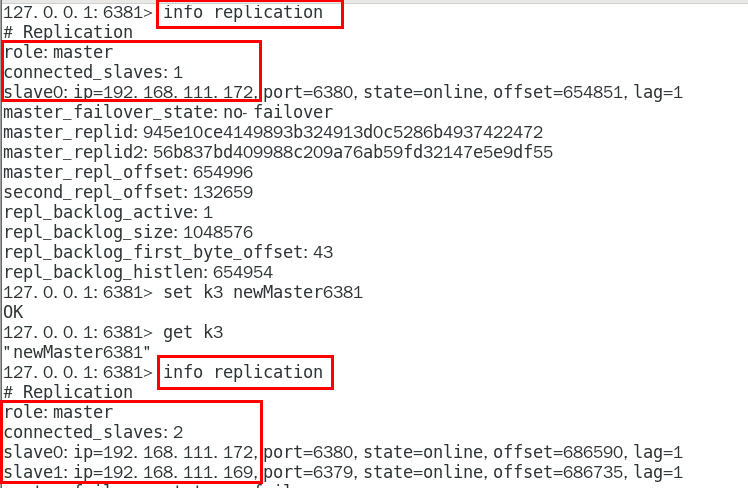 127.0.0.1:6381> info replication
# Replication
role:master
connected_slaves:1
slave0:ip=192.168.111.172,port=6380,state=online,offset=654851,lag=1
master_failover_state:no-failover
master_replid:945e10ce4149893b324913d0c5286b4937422472
master_replid2:56b837bd409988c209a76ab59fd32147e5e9df55
master_repl_offset:654996
second_repl_offset:132659
repl_backlog_active:1
repl_backlog_size:1048576
repl_backlog_first_byte_offset:43
repl_backlog_histlen:654954
127.0.0.1:6381> set k3 newMaster6381
OK
127.0.0.1:6381> get k3
"newMaster6381"
127.0.0.1:6381> info replication
# Replication
role:master
connected_slaves:2
slave0:ip=192.168.111.172,port=6380,state=online,offset=686590,lag=1
slave1:ip=192.168.111.169,port=6379,state=online,offset=686735,lag=1